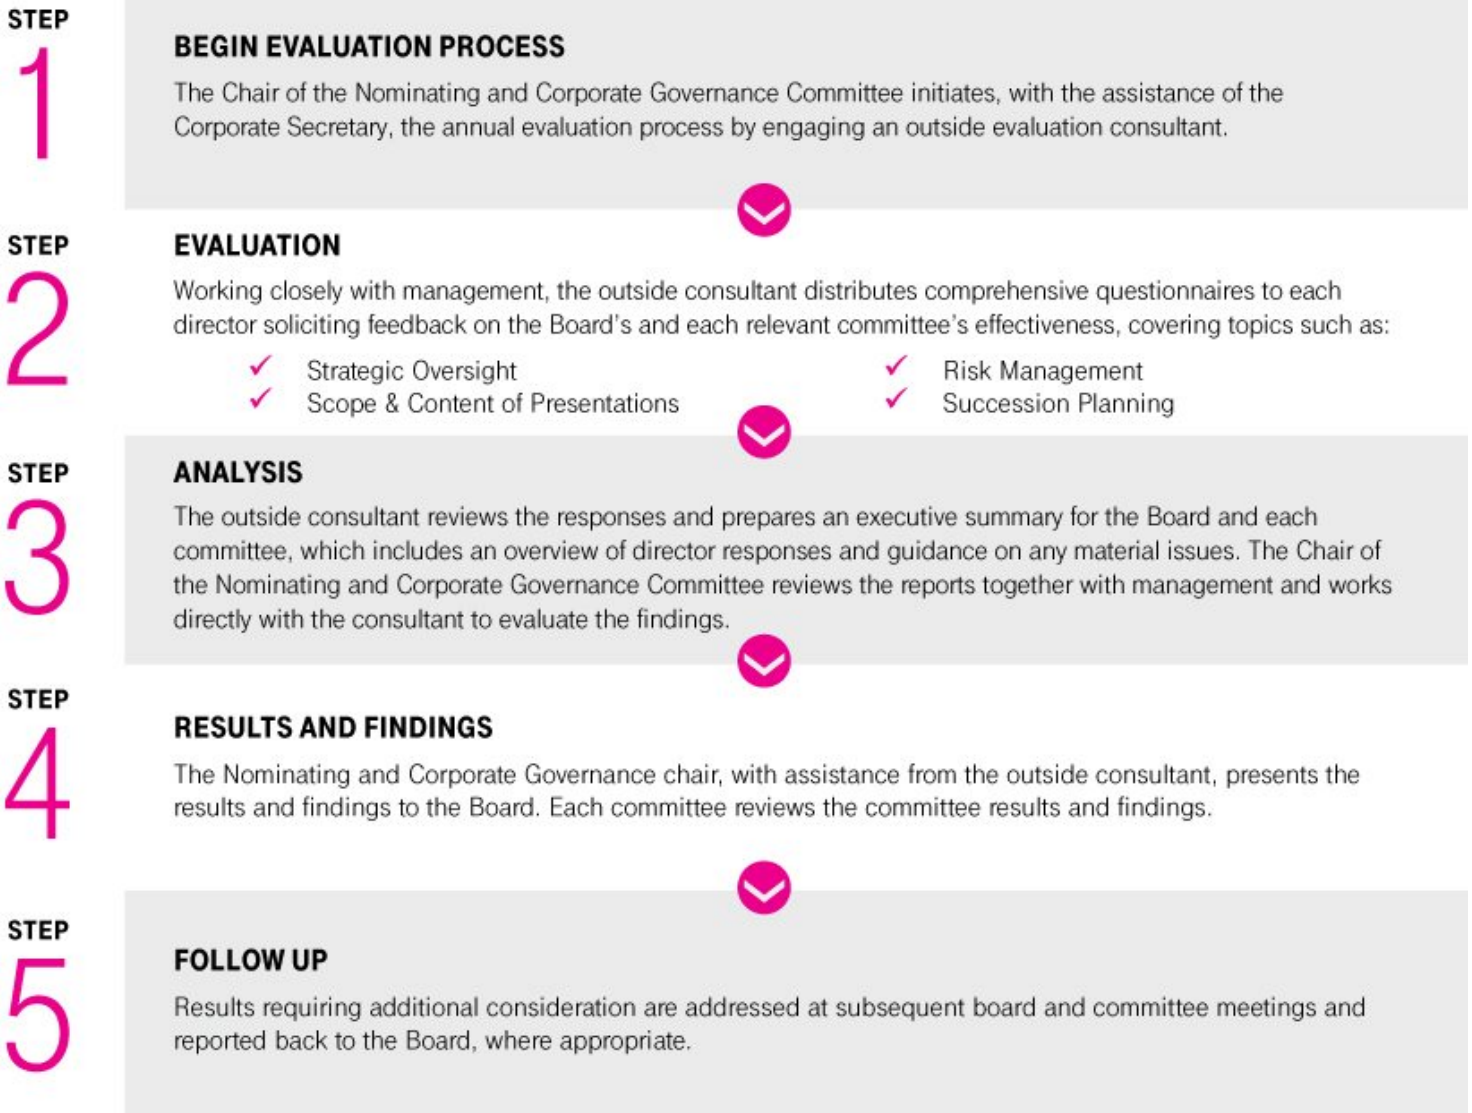 STEP
1
BEGIN EVALUATION PROCESS
The Chair of the Nominating and Corporate Governance Committee initiates, with the assistance of the
Corporate Secretary, the annual evaluation process by engaging an outside evaluation consultant.
STEP
2
EVALUATION
Working closely with management, the outside consultant distributes comprehensive questionnaires to each
director soliciting feedback on the Board's and each relevant committee's effectiveness, covering topics such as:
✓ Strategic Oversight
✓ Scope & Content of Presentations
✓ Risk Management
✓ Succession Planning
STEP
3
ANALYSIS
The outside consultant reviews the responses and prepares an executive summary for the Board and each
committee, which includes an overview of director responses and guidance on any material issues. The Chair of
the Nominating and Corporate Governance Committee reviews the reports together with management and works
directly with the consultant to evaluate the findings.
STEP
4
RESULTS AND FINDINGS
The Nominating and Corporate Governance chair, with assistance from the outside consultant, presents the
results and findings to the Board. Each committee reviews the committee results and findings.
STEP
5
FOLLOW UP
Results requiring additional consideration are addressed at subsequent board and committee meetings and
reported back to the Board, where appropriate.